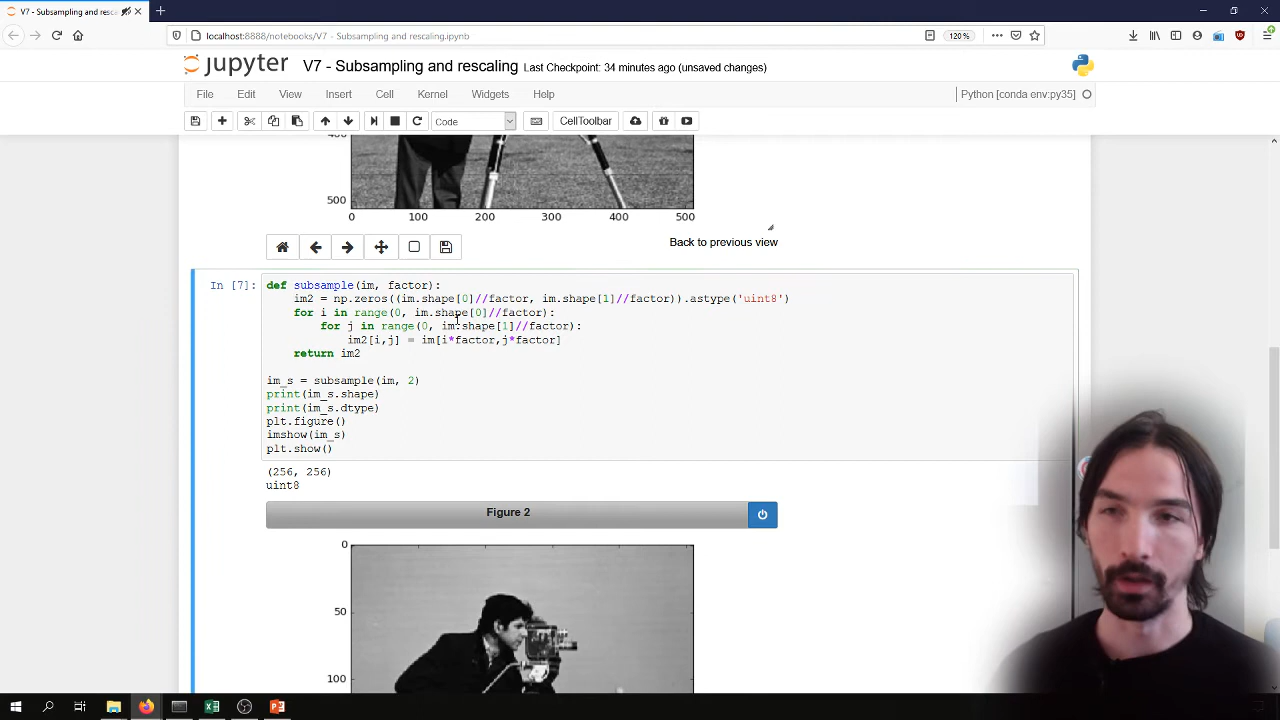 V7 - Subsampling and resca
localhost:8888/notebooks/V7 - Subsampling and rescaling.ipynb
120%
jupyter V7 - Subsampling and rescaling Last Checkpoint: 34 minutes ago (unsaved changes)
File Edit View Insert Cell Kernel Widgets Help
Python [conda env:py35]
Code
CellToolbar
400
500
0 100 200 300 400 500
Back to previous view
In [7]:
def subsample(im, factor):
im2 = np.zeros((im.shape[0]//factor, im.shape[1]//factor)).astype('uint8')
for i in range(0, im.shape[0]//factor):
for j in range(0, im.shape[1]//factor):
im2[i,j] = im[i*factor,j*factor]
return im2
im_s = subsample(im, 2)
print(im_s.shape)
print(im_s.dtype)
plt.figure()
imshow(im_s)
plt.show()
(256, 256)
uint8
Figure 2
0
50
100